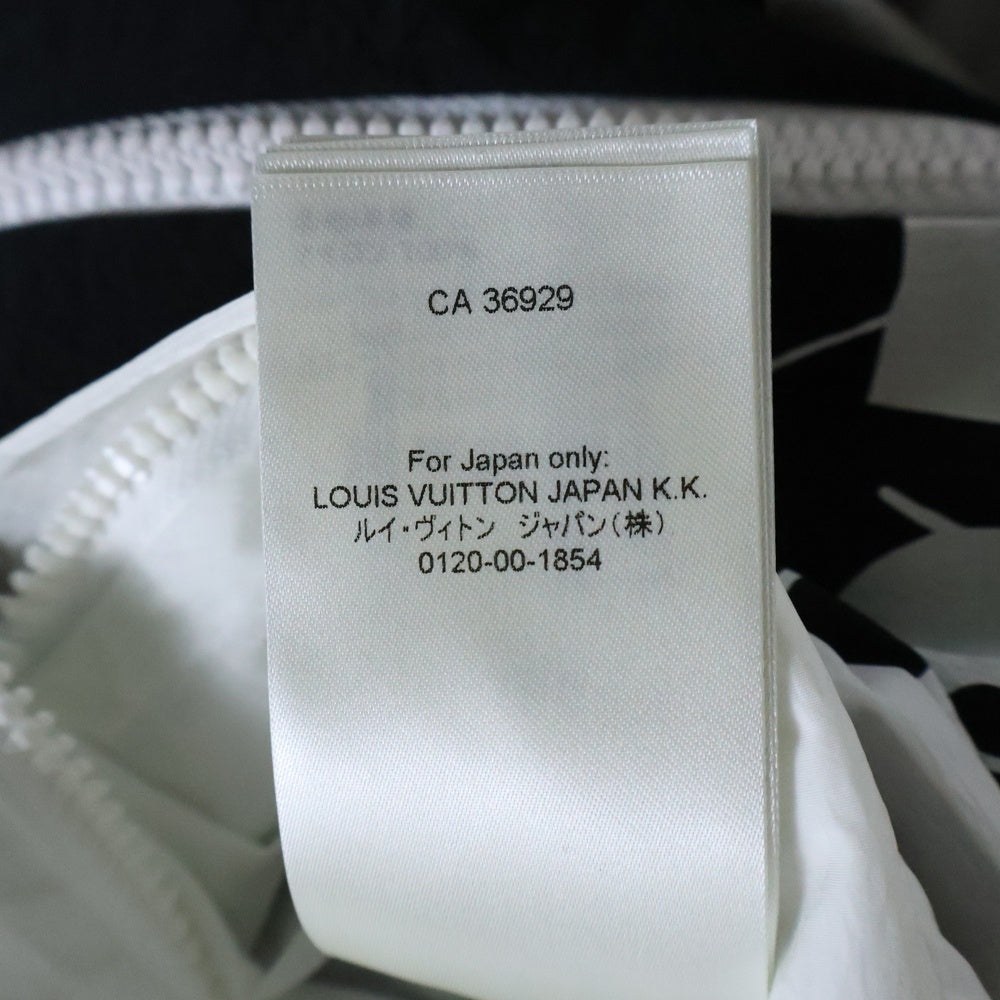 CA 36929
For Japan only:
LOUIS VUITTON JAPAN K.K.
ルイ・ヴィトン　ジャパン(株)
0120-00-1854